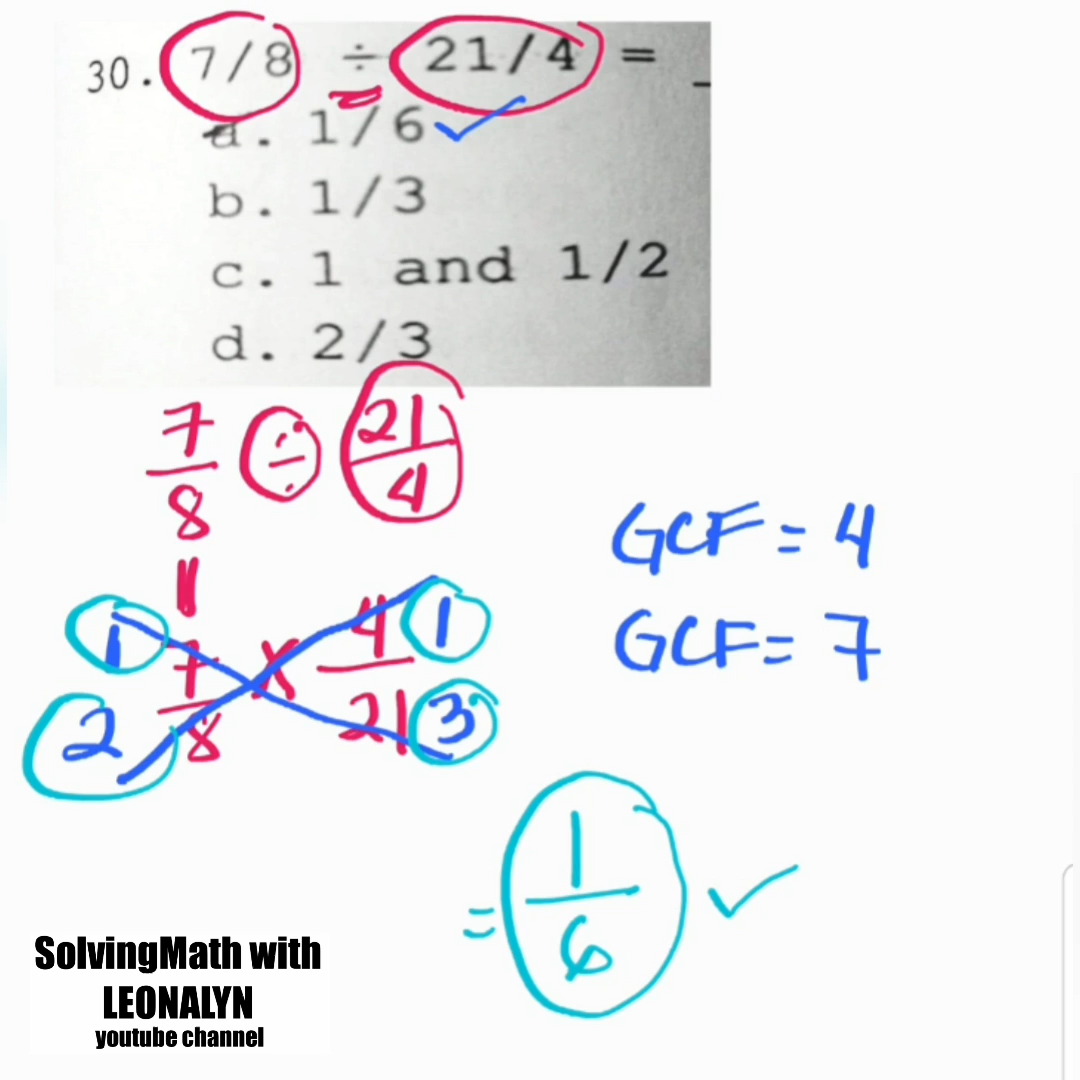 30. 7/8 ÷ 21/4 = _
a. 1/6 ✓
b. 1/3
c. 1 and 1/2
d. 2/3
7/8 ÷ 21/4
=
1 7/8 2 × 4/21 1 3
GCF = 4
GCF = 7
= 1/6 ✓
SolvingMath with
LEONALYN
youtube channel